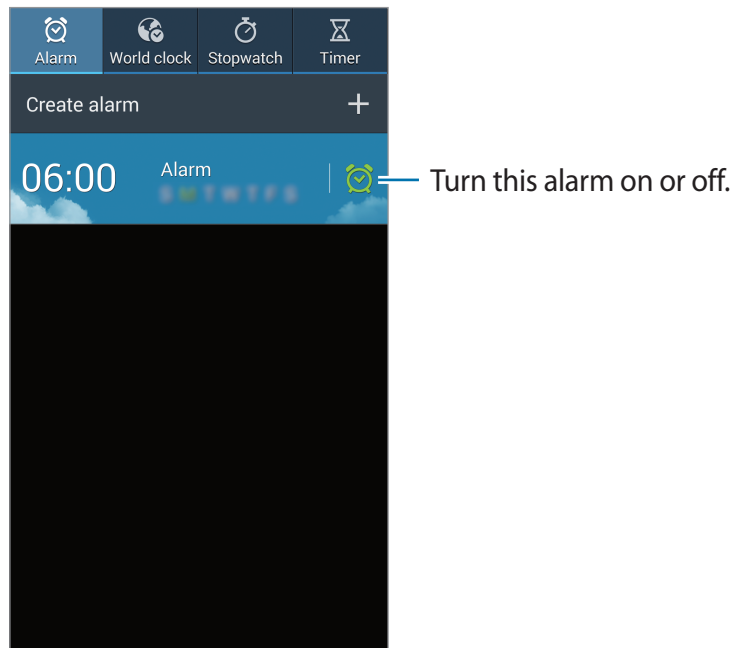 Alarm World clock Stopwatch Timer
Create alarm
06:00 Alarm
Turn this alarm on or off.